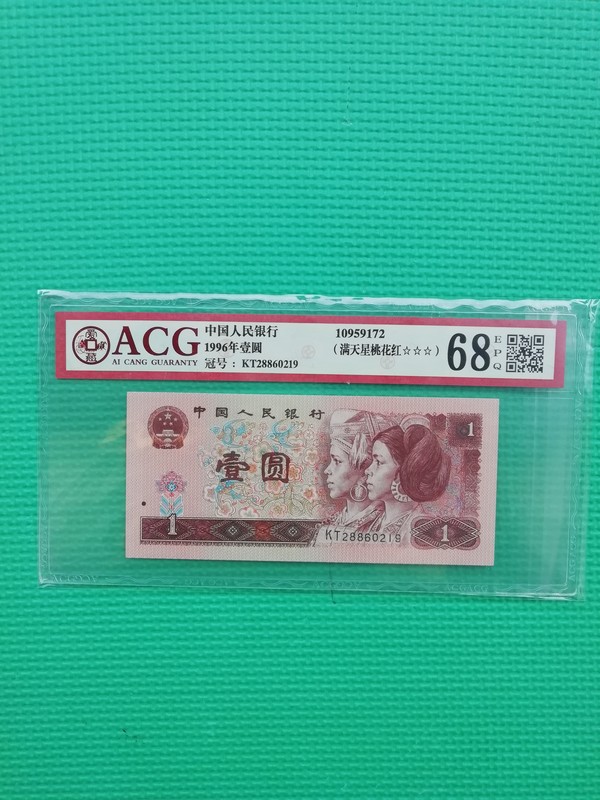 ACG
AI CANG GUARANTY
中国人民银行
1996年壹圆
冠号：KT28860219
10959172
（满天星桃花红☆☆☆）
68
EPQ
中国人民银行
1
壹圆
1
KT28860219
1